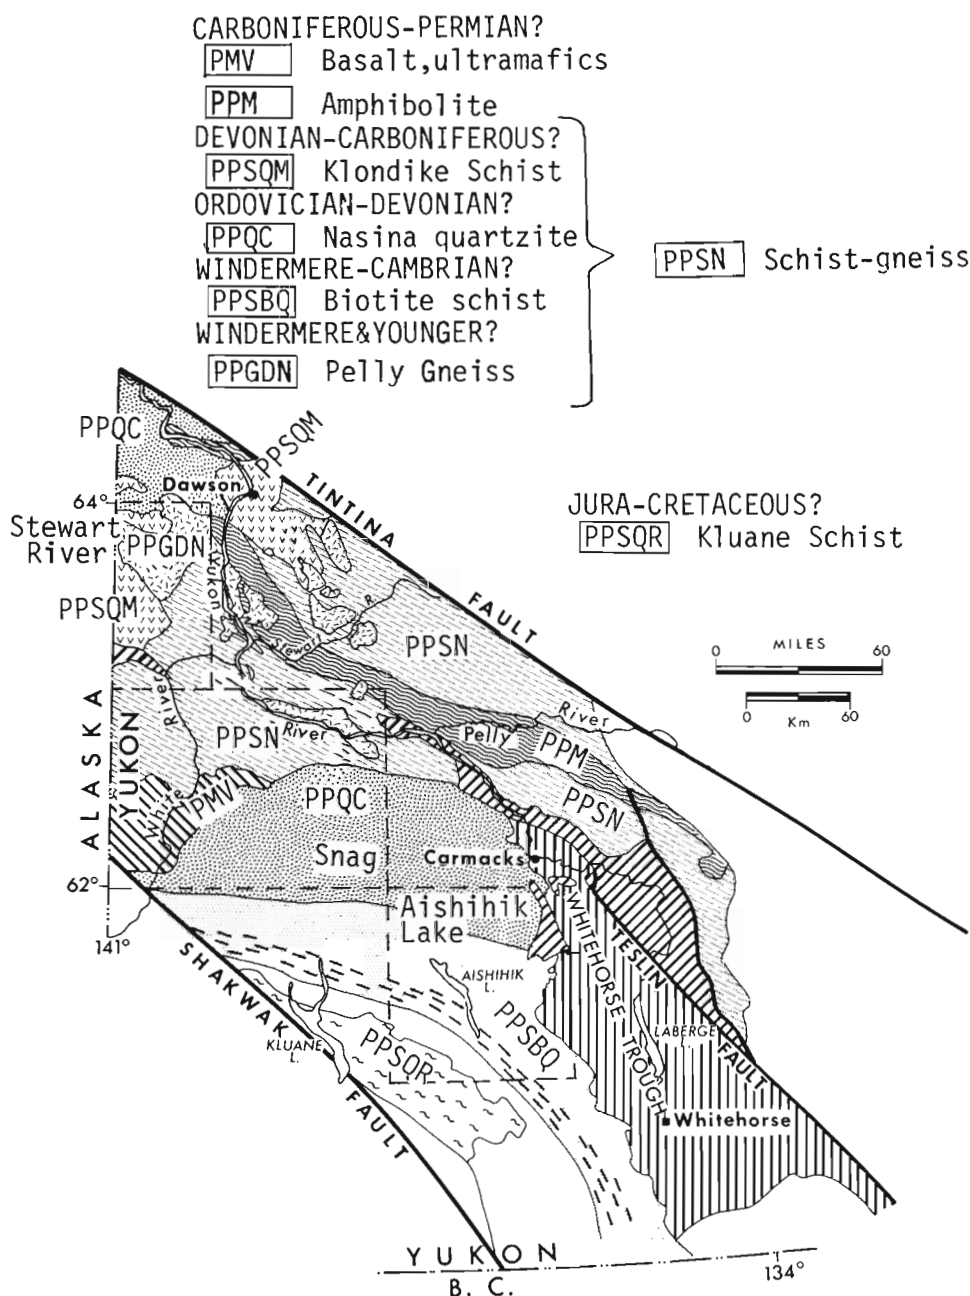 CARBONIFEROUS-PERMIAN?
PMV Basalt,ultramafics
PPM Amphibolite
DEVONIAN-CARBONIFEROUS?
PPSQM Klondike Schist
ORDOVICIAN-DEVONIAN?
PPQC Nasina quartzite
PPSN Schist-gneiss
WINDERMERE-CAMBRIAN?
PPSBQ Biotite schist
WINDERMERE&YOUNGER?
PPGDN Pelly Gneiss
JURA-CRETACEOUS?
PPSQR Kluane Schist
MILES
0 60
0 60
Km
PPQC
PPSQM
Dawson
TINTINA FAULT
64°
Stewart
River
PPGDN
Yukon
R.
PPSQM
Stewart
R.
PPSN
ALASKA
YUKON
White River
PPSN
River
Pelly
River
PPM
PPSN
PMV
PPQC
Snag
Carmacks
62°
141°
Aishihik
Lake
WHITEHORSE TROUGH
TESLIN FAULT
SHAKWAK FAULT
AISHIHIK
L.
PPSBQ
LABERGE
L.
KLUANE
L.
PPSQR
Whitehorse
YUKON
B. C.
134°